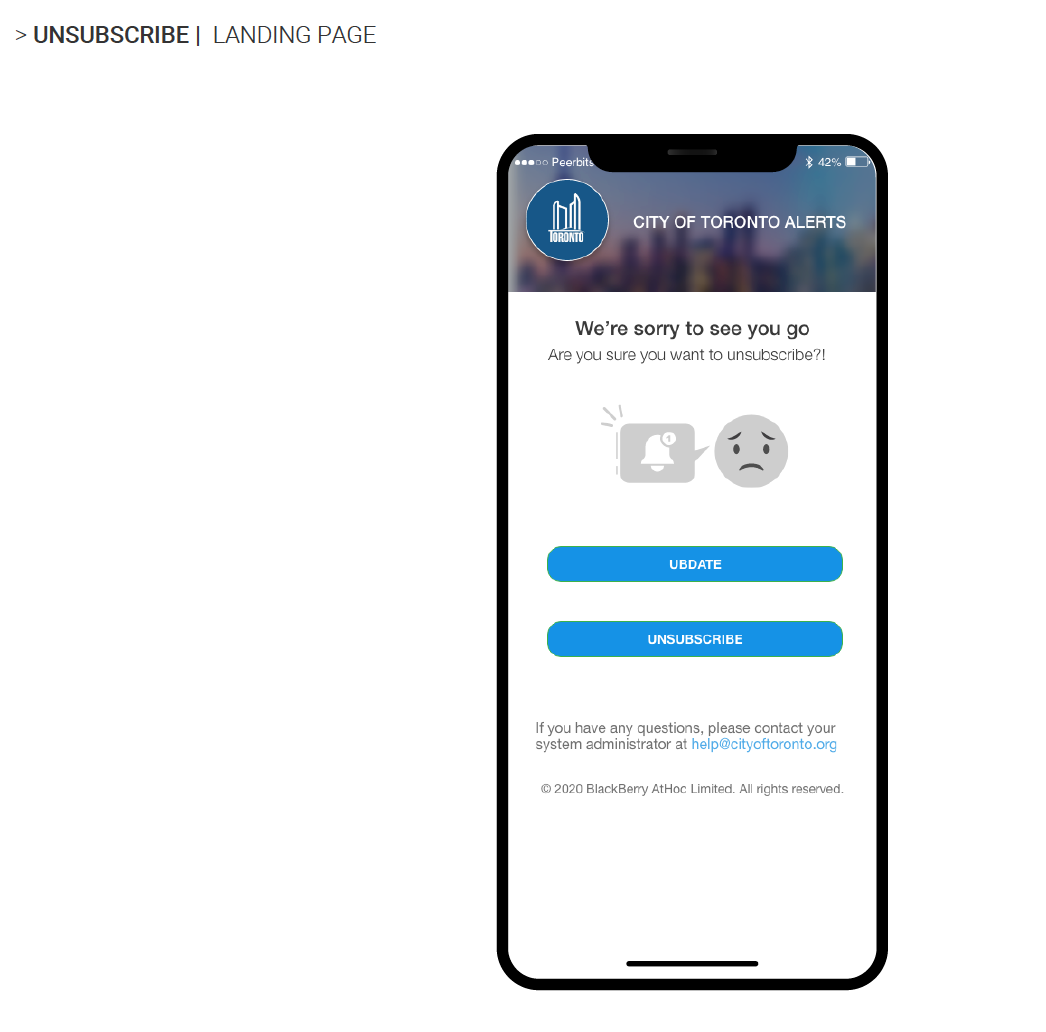 > UNSUBSCRIBE | LANDING PAGE
Peerbits
42%
TORONTO
CITY OF TORONTO ALERTS
We're sorry to see you go
Are you sure you want to unsubscribe?!
1
UBDATE
UNSUBSCRIBE
If you have any questions, please contact your
system administrator at help@cityoftoronto.org
© 2020 BlackBerry AtHoc Limited. All rights reserved.